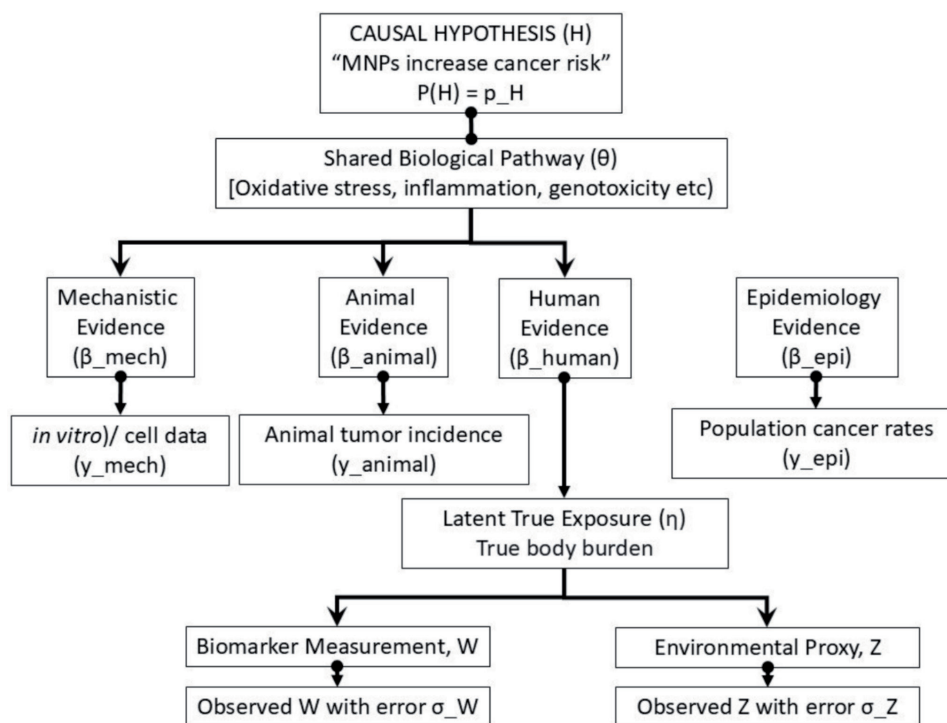 CAUSAL HYPOTHESIS (H)
“MNPs increase cancer risk”
P(H) = p_H
Shared Biological Pathway (θ)
[Oxidative stress, inflammation, genotoxicity etc)
Mechanistic
Evidence
(β_mech)
Animal
Evidence
(β_animal)
Human
Evidence
(β_human)
Epidemiology
Evidence
(β_epi)
in vitro)/ cell data
(y_mech)
Animal tumor incidence
(y_animal)
Population cancer rates
(y_epi)
Latent True Exposure (η)
True body burden
Biomarker Measurement, W
Environmental Proxy, Z
Observed W with error σ_W
Observed Z with error σ_Z